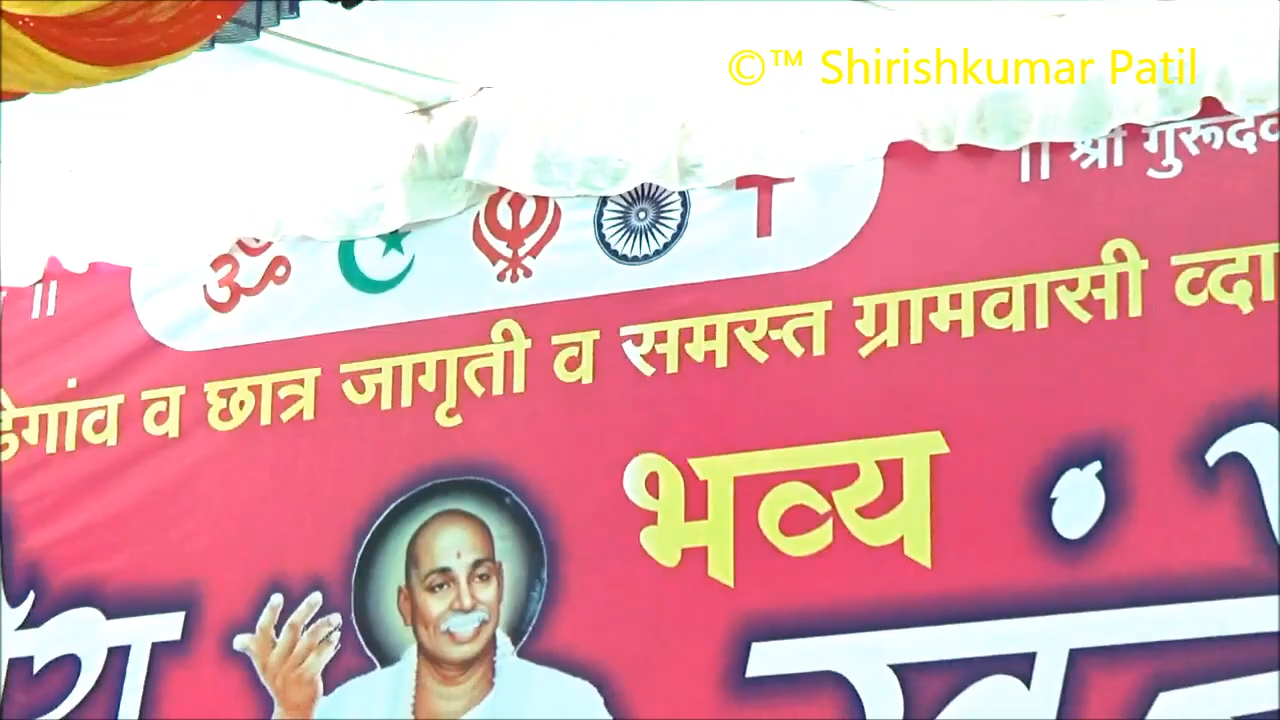 ©™ Shirishkumar Patil
|| श्री गुरूदेव
||
डेगांव व छात्र जागृती व समस्त ग्रामवासी व्दा
भव्य